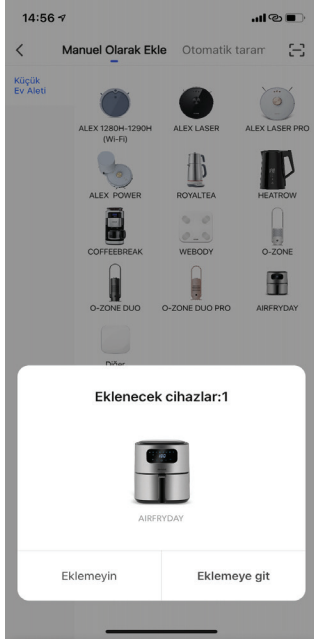 14:56
Manuel Olarak Ekle Otomatik taram
Küçük
Ev Aleti
ALEX 1280H-1290H
(Wi-Fi)
ALEX LASER
ALEX LASER PRO
ALEX POWER
ROYALTEA
HEATROW
COFFEEBREAK
WEBODY
O-ZONE
O-ZONE DUO
O-ZONE DUO PRO
AIRFRYDAY
Diğer
Eklenecek cihazlar:1
AIRFRYDAY
Eklemeyin
Eklemeye git